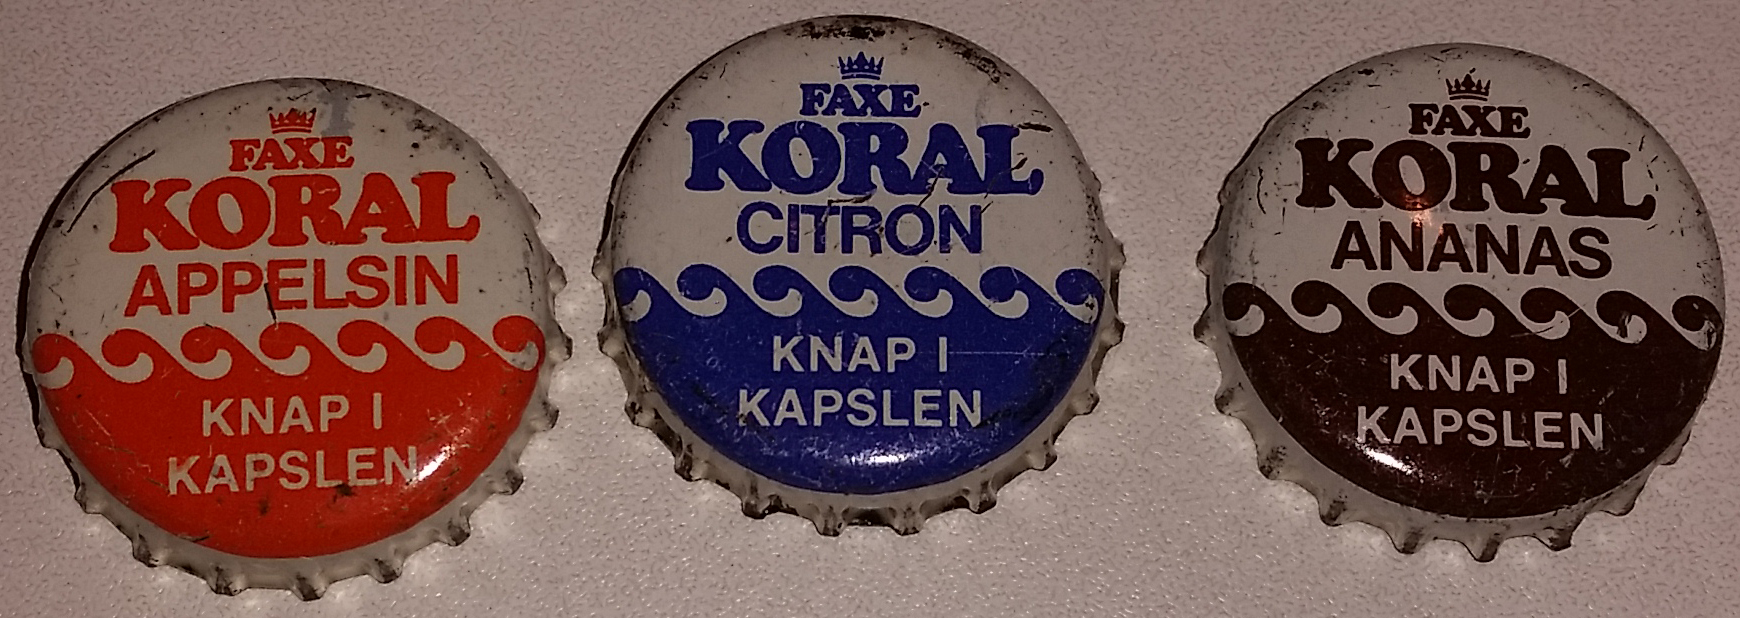 FAXE
KORAL
APPELSIN
KNAP I
KAPSLEN
FAXE
KORAL
CITRON
KNAP I
KAPSLEN
FAXE
KORAL
ANANAS
KNAP I
KAPSLEN